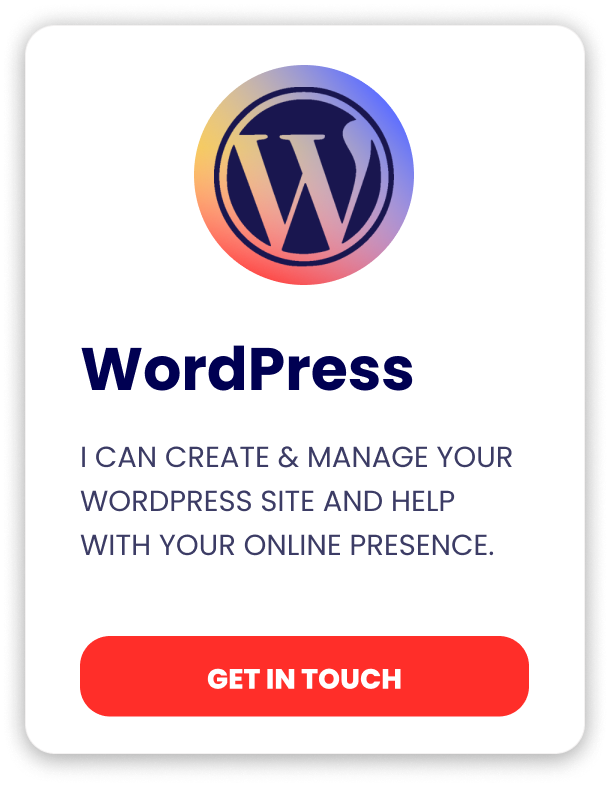 W
WordPress
I CAN CREATE & MANAGE YOUR
WORDPRESS SITE AND HELP
WITH YOUR ONLINE PRESENCE.
GET IN TOUCH